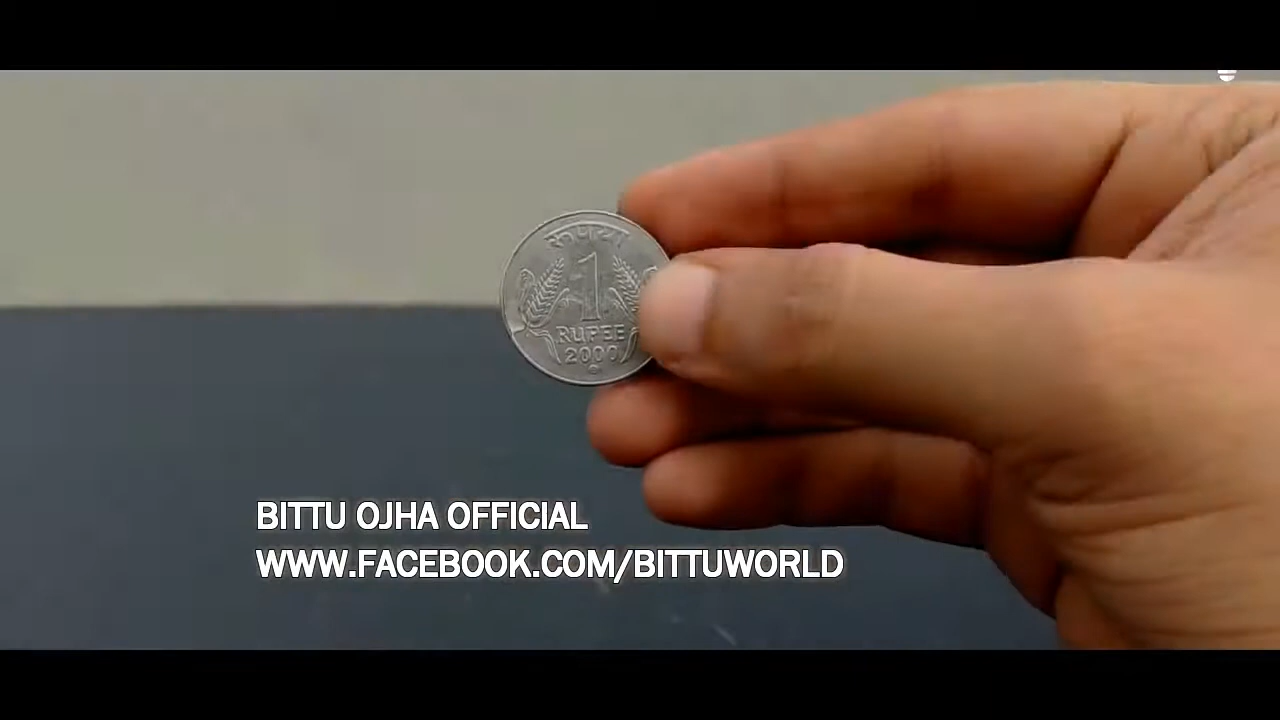 रूपया
1
RUPEE
2000
BITTU OJHA OFFICIAL
WWW.FACEBOOK.COM/BITTUWORLD